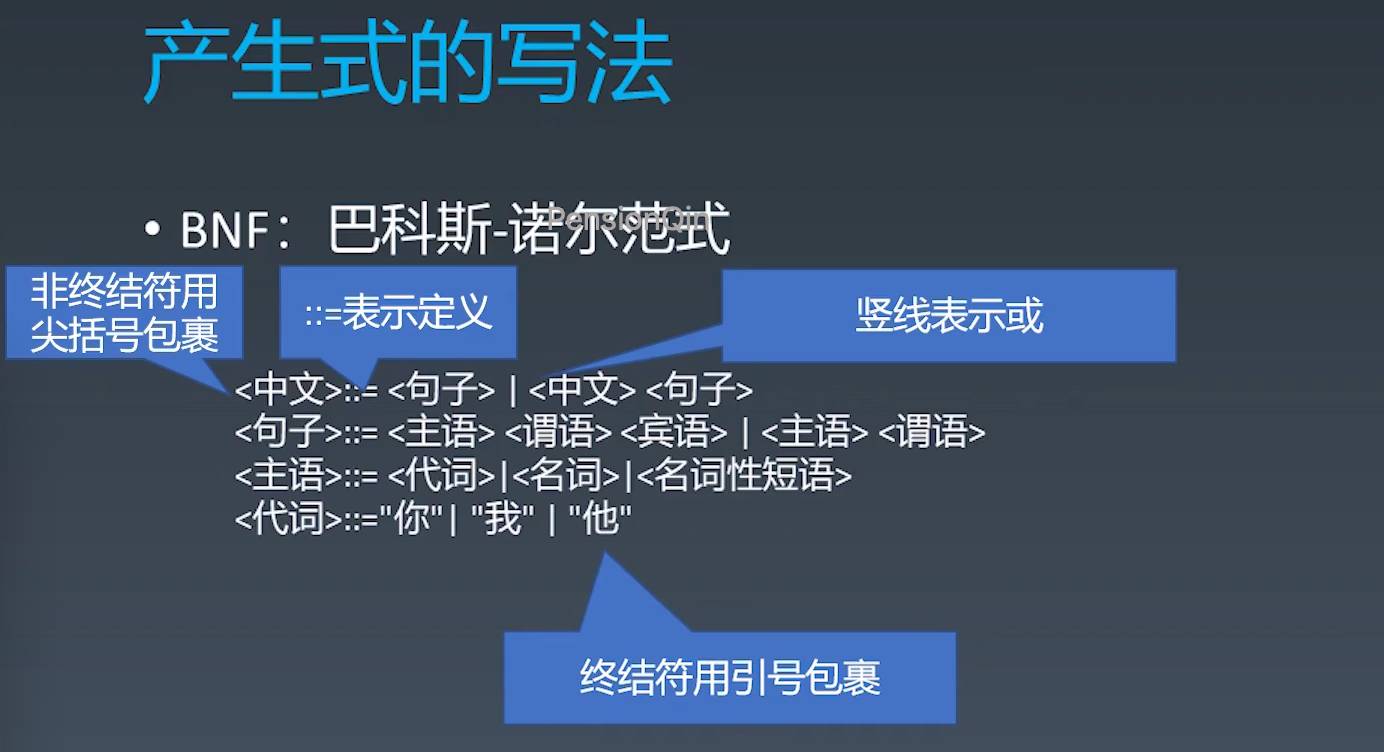 产生式的写法
• BNF： 巴科斯-诺尔范式
PensionQin
非终结符用
尖括号包裹
::=表示定义
竖线表示或
<中文>::= <句子> | <中文> <句子>
<句子>::= <主语> <谓语> <宾语> | <主语> <谓语>
<主语>::= <代词>|<名词>|<名词性短语>
<代词>::="你"| "我" | "他"
终结符用引号包裹